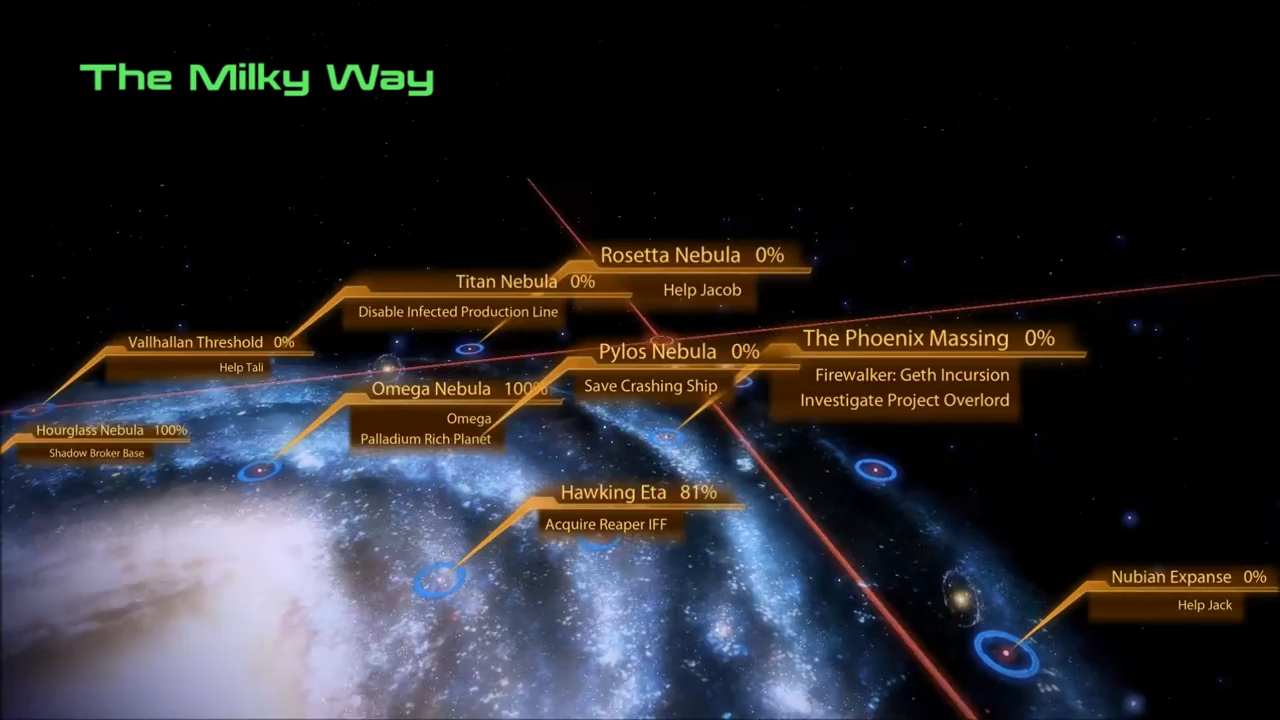 The Milky Way
Rosetta Nebula 0%
Help Jacob
Titan Nebula 0%
Disable Infected Production Line
Vallhallan Threshold 0%
Help Tali
The Phoenix Massing 0%
Firewalker: Geth Incursion
Investigate Project Overlord
Pylos Nebula 0%
Save Crashing Ship
Omega Nebula 100%
Omega
Palladium Rich Planet
Hourglass Nebula 100%
Shadow Broker Base
Hawking Eta 81%
Acquire Reaper IFF
Nubian Expanse 0%
Help Jack